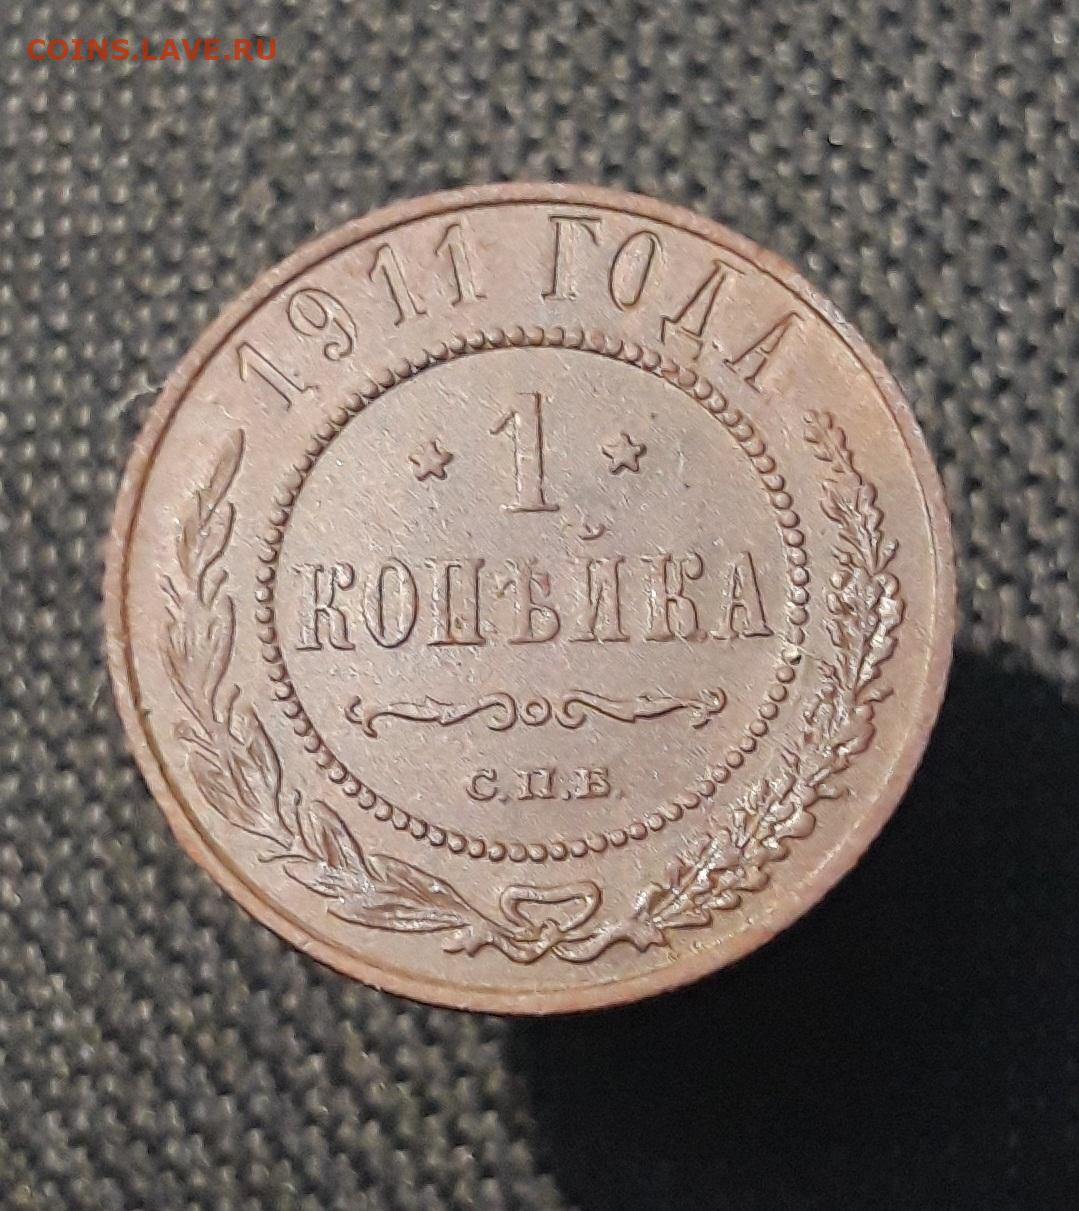 COINS.LAVE.RU
1911 ГОДА
* 1 *
КОПѢЙКА
С.П.Б.